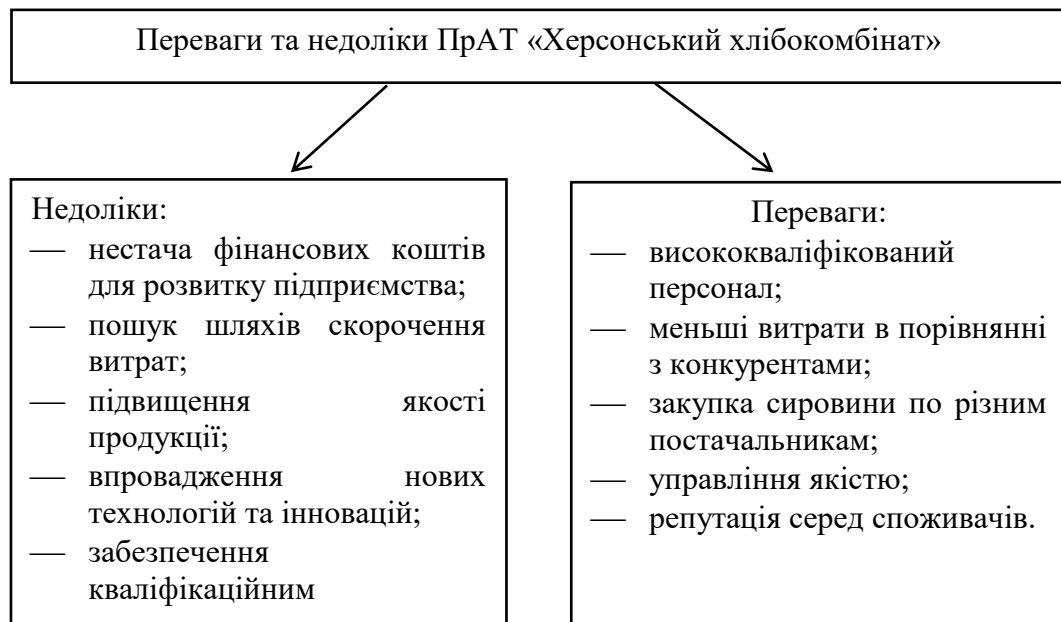 Переваги та недоліки ПрАТ «Херсонський хлібокомбінат»
Недоліки:
— нестача фінансових коштів
для розвитку підприємства;
— пошук шляхів скорочення
витрат;
— підвищення якості
продукції;
— впровадження нових
технологій та інновацій;
— забезпечення
кваліфікаційним
Переваги:
— висококваліфікований
персонал;
— меньші витрати в порівнянні
з конкурентами;
— закупка сировини по різним
постачальникам;
— управління якістю;
— репутація серед споживачів.